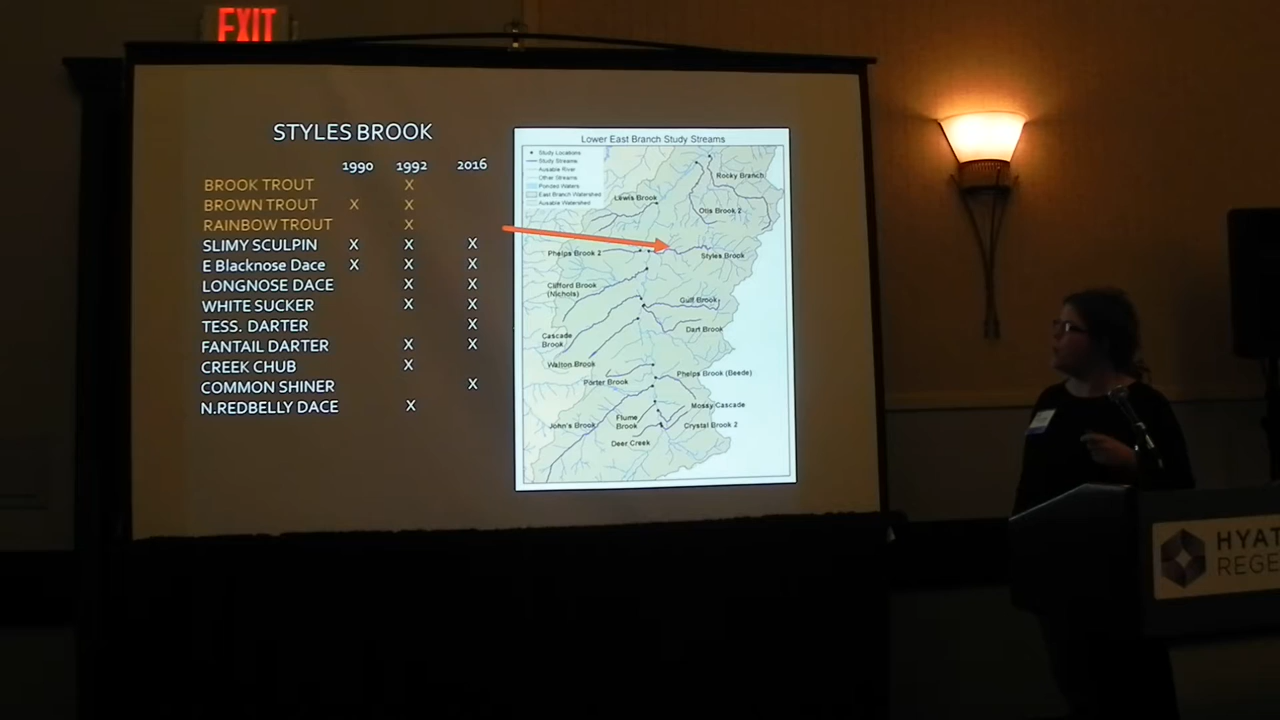 EXIT
STYLES BROOK
1990 1992 2016
BROOK TROUT X
BROWN TROUT X X
RAINBOW TROUT X
SLIMY SCULPIN X X X
E Blacknose Dace X X X
LONGNOSE DACE X X
WHITE SUCKER X X
TESS. DARTER X
FANTAIL DARTER X X
CREEK CHUB X
COMMON SHINER X
N.REDBELLY DACE X
Lower East Branch Study Streams
Study Locations
Study Streams
Ausable River
Other Streams
Ponded Waters
East Branch Watershed
Ausable Watershed
Rocky Branch
Lewis Brook
Otis Brook 2
Phelps Brook 2
Styles Brook
Clifford Brook
(Nichols)
Gulf Brook
Dart Brook
Cascade
Brook
Walton Brook
Phelps Brook (Beede)
Porter Brook
Mossy Cascade
Flume
Brook
John's Brook
Crystal Brook 2
Deer Creek
HYAT
REGE